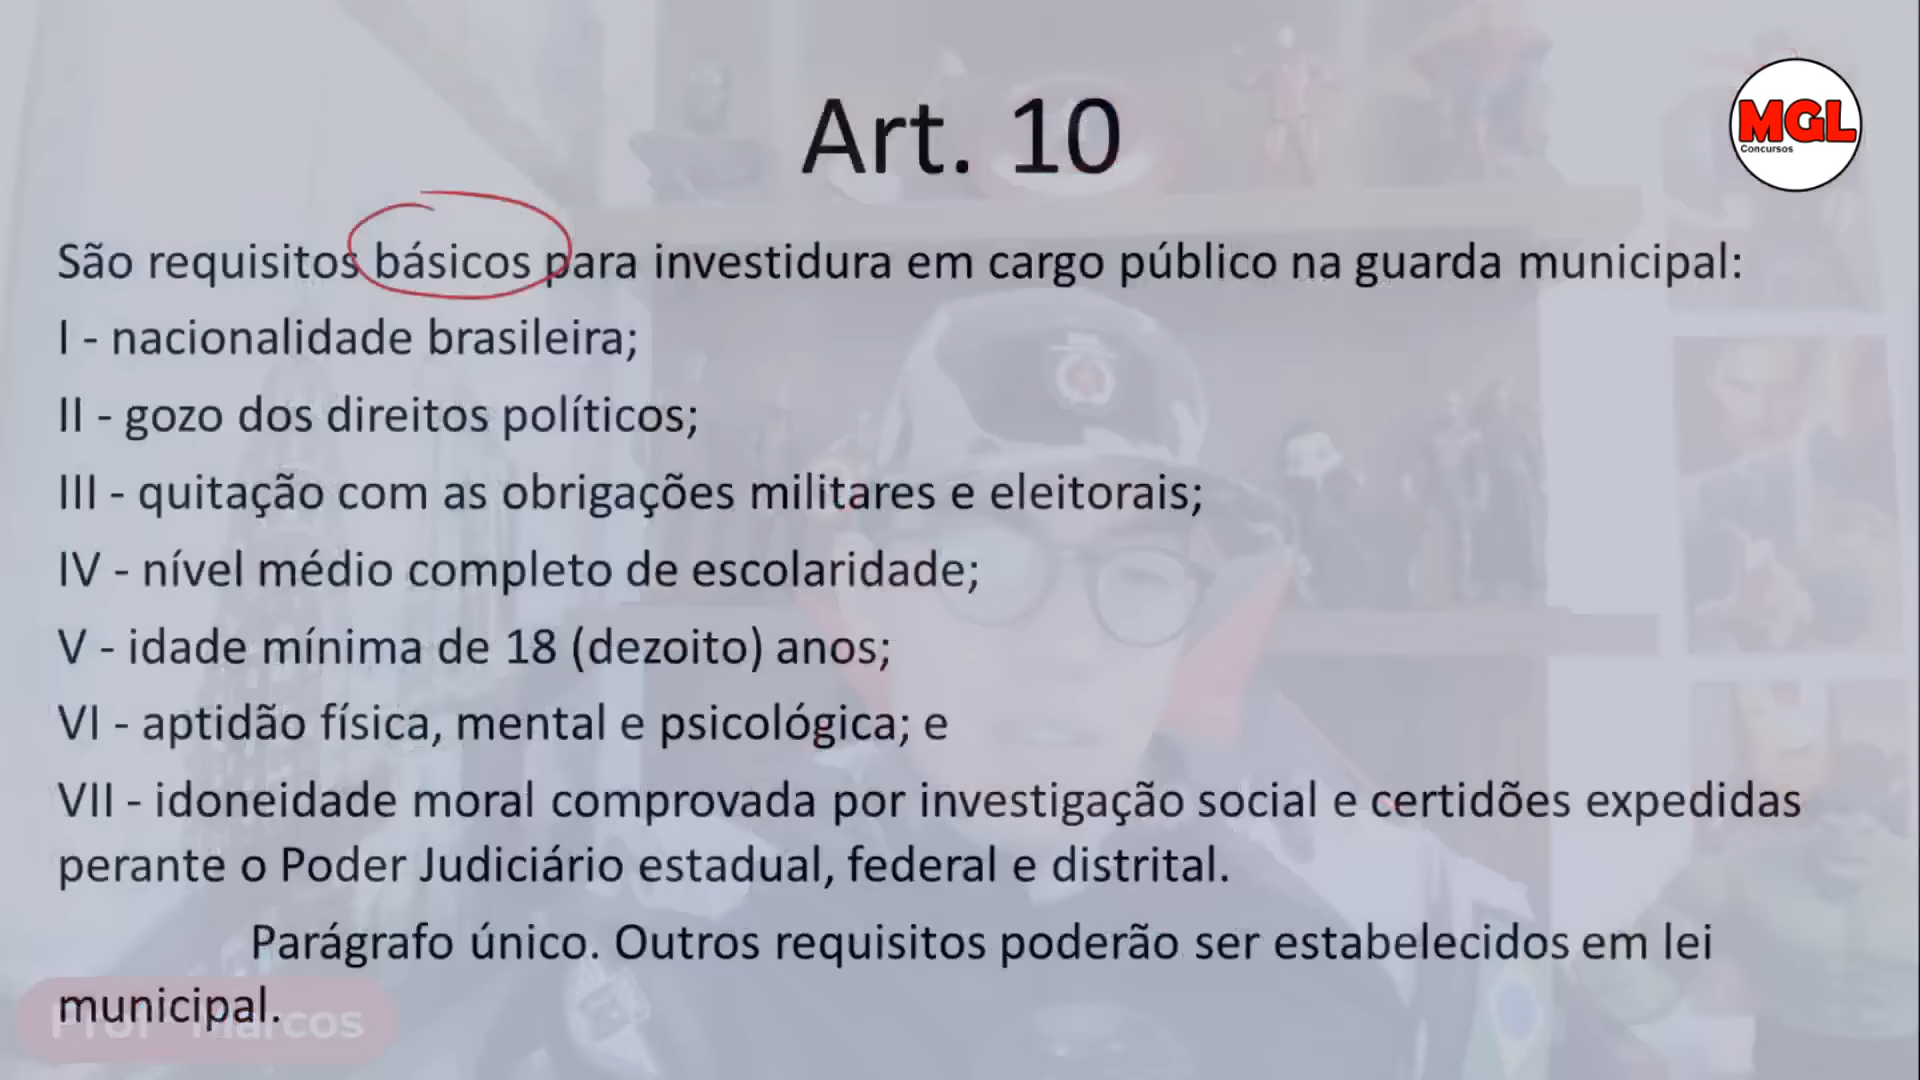 Art. 10
MGL
Concursos
São requisitos básicos para investidura em cargo público na guarda municipal:
I - nacionalidade brasileira;
II - gozo dos direitos políticos;
III - quitação com as obrigações militares e eleitorais;
IV - nível médio completo de escolaridade;
V - idade mínima de 18 (dezoito) anos;
VI - aptidão física, mental e psicológica; e
VII - idoneidade moral comprovada por investigação social e certidões expedidas
perante o Poder Judiciário estadual, federal e distrital.
Parágrafo único. Outros requisitos poderão ser estabelecidos em lei
municipal.
Prof Marcos